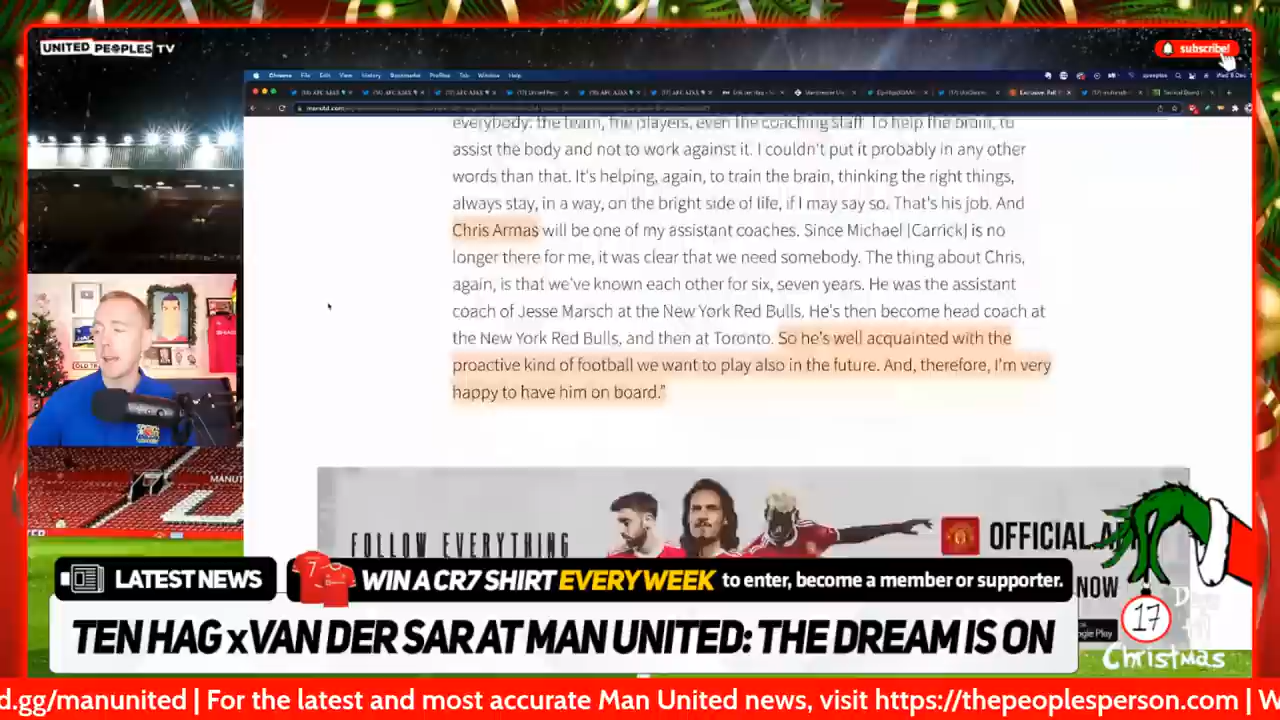 UNITED PEOPLES TV
subscribe!
Chrome File Edit View History Bookmarks Profiles Tab Window Help
everybody: the team, the players, even the coaching staff. To help the brain, to
assist the body and not to work against it. I couldn't put it probably in any other
words than that. It's helping, again, to train the brain, thinking the right things,
always stay, in a way, on the bright side of life, if I may say so. That's his job. And
Chris Armas will be one of my assistant coaches. Since Michael [Carrick] is no
longer there for me, it was clear that we need somebody. The thing about Chris,
again, is that we've known each other for six, seven years. He was the assistant
coach of Jesse Marsch at the New York Red Bulls. He's then become head coach at
the New York Red Bulls, and then at Toronto. So he's well acquainted with the
proactive kind of football we want to play also in the future. And, therefore, I'm very
happy to have him on board."
FOLLOW EVERYTHING
OFFICIAL
NOW
LATEST NEWS
7
WIN A CR7 SHIRT EVERY WEEK to enter, become a member or supporter.
TEN HAG x VAN DER SAR AT MAN UNITED: THE DREAM IS ON
17
Christmas
d.gg/manunited | For the latest and most accurate Man United news, visit https://thepeoplesperson.com | W